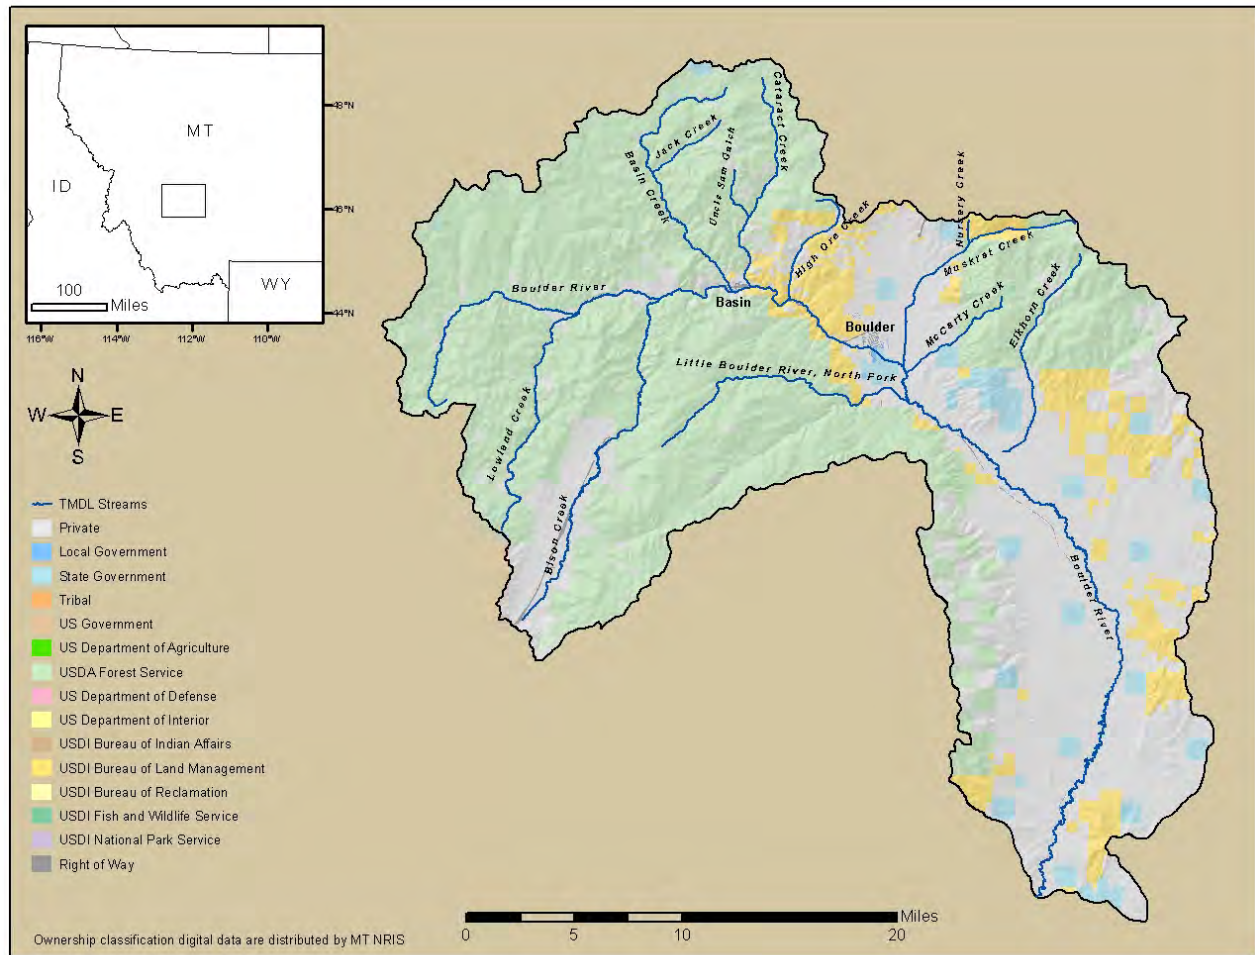 MT
ID
WY
100
Miles
48°N
46°N
44°N
116°W
114°W
112°W
110°W
N
W
E
S
TMDL Streams
Private
Local Government
State Government
Tribal
US Government
US Department of Agriculture
USDA Forest Service
US Department of Defense
US Department of Interior
USDI Bureau of Indian Affairs
USDI Bureau of Land Management
USDI Bureau of Reclamation
USDI Fish and Wildlife Service
USDI National Park Service
Right of Way
Ownership classification digital data are distributed by MT NRIS
Cataract Creek
Jack Creek
Uncle Sam Gulch
Basin Creek
High Ore Creek
Nursery Creek
Muskrat Creek
McCarty Creek
Elkhorn Creek
Boulder River
Basin
Boulder
Little Boulder River, North Fork
Lowland Creek
Bison Creek
Boulder River
Miles
0
5
10
20